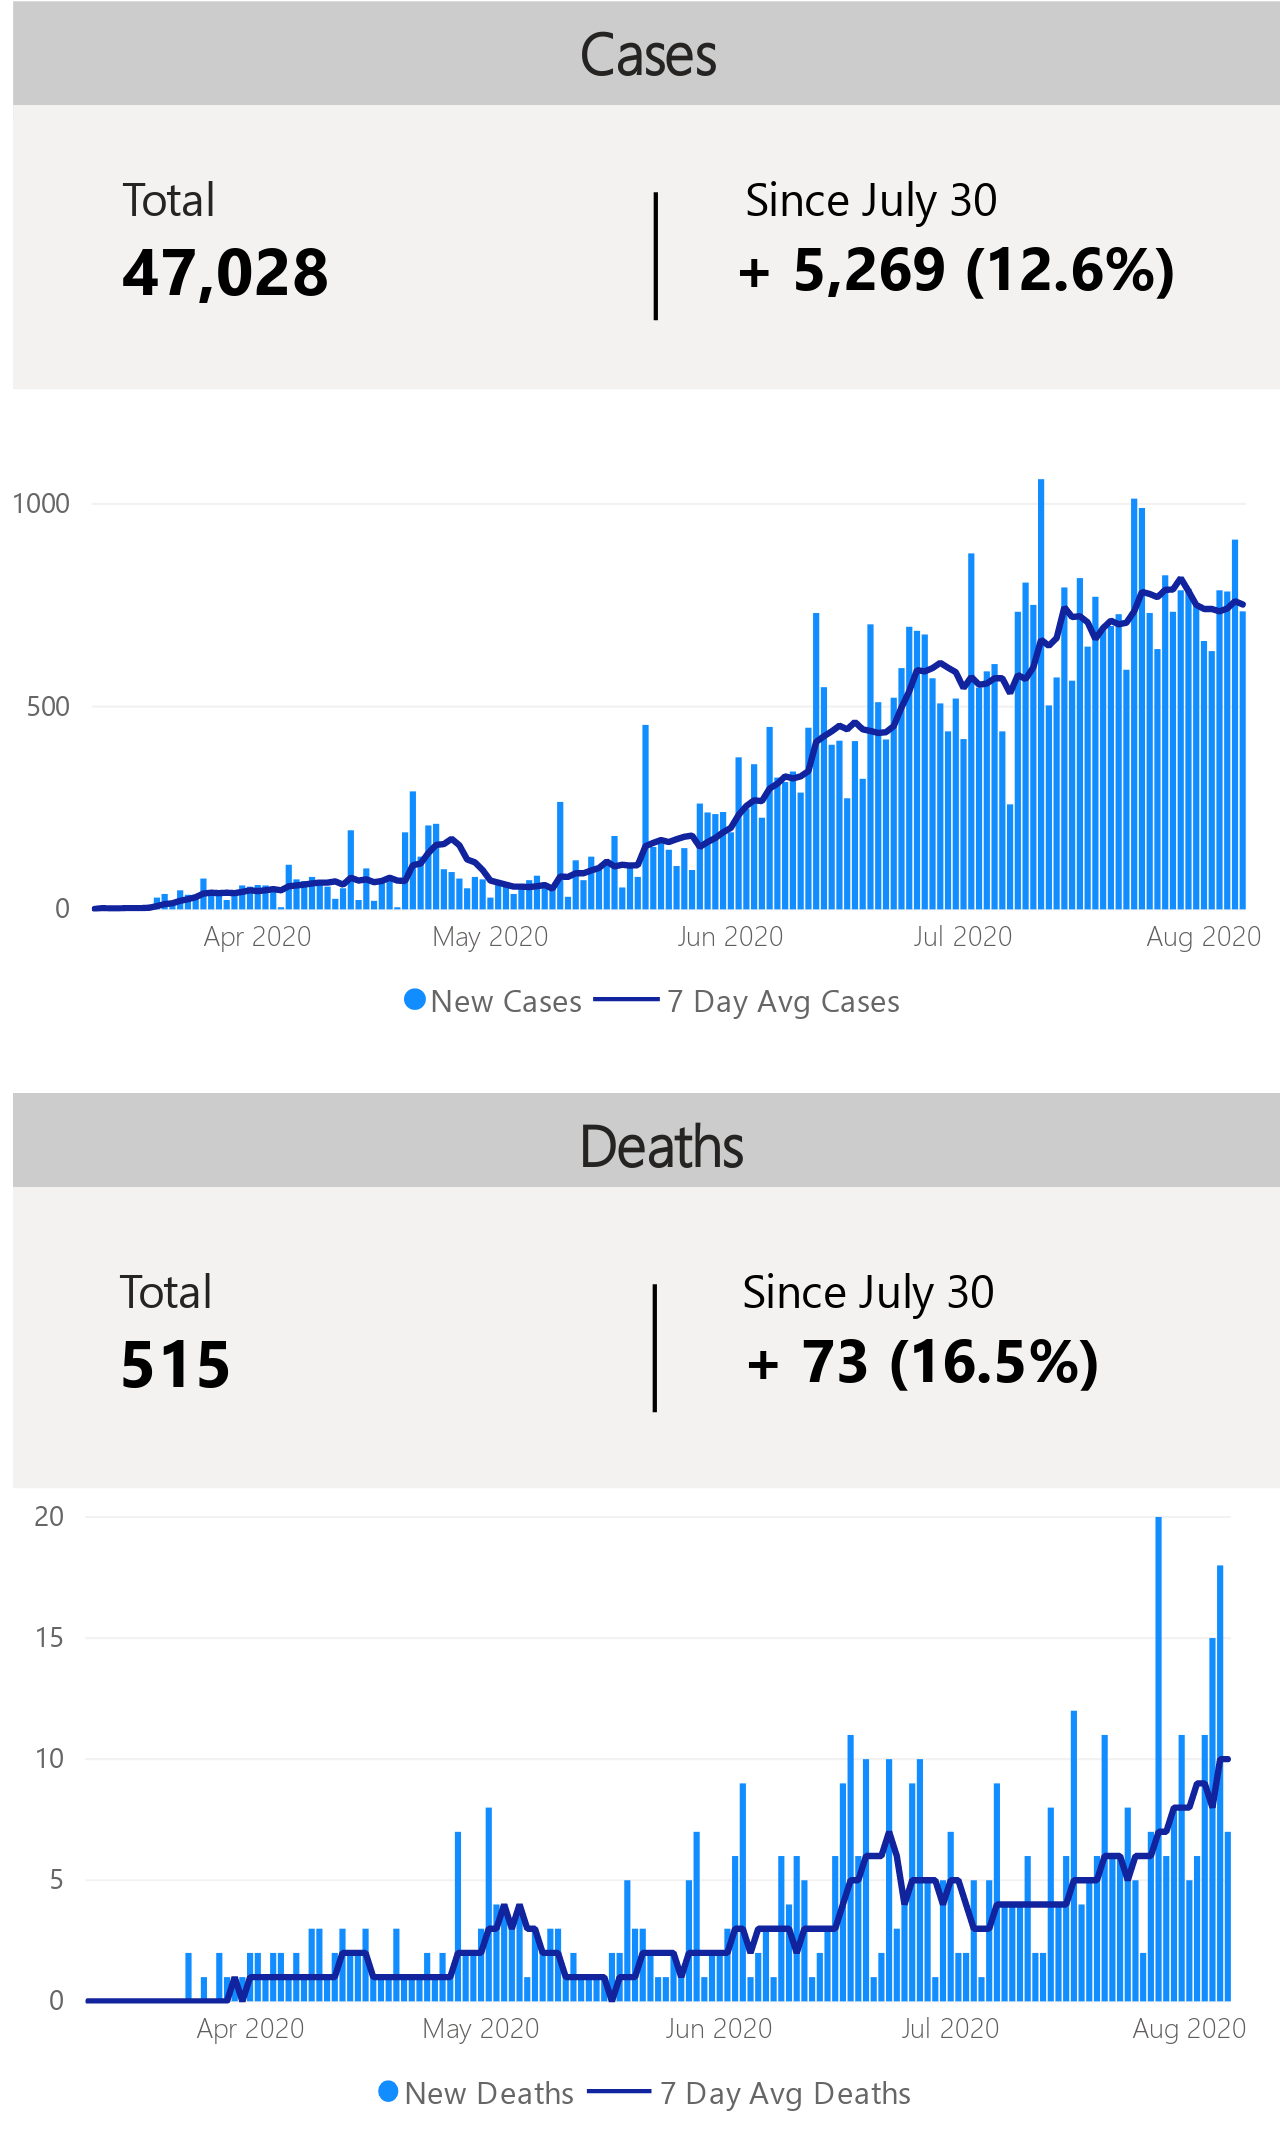 Cases
Total
Since July 30
47,028
+ 5,269 (12.6%)
1000
500
0
Apr 2020
May 2020
Jun 2020
Jul 2020
Aug 2020
New Cases
7 Day Avg Cases
Deaths
Total
Since July 30
515
+ 73 (16.5%)
20
15
10
5
0
Apr 2020
May 2020
Jun 2020
Jul 2020
Aug 2020
New Deaths
7 Day Avg Deaths